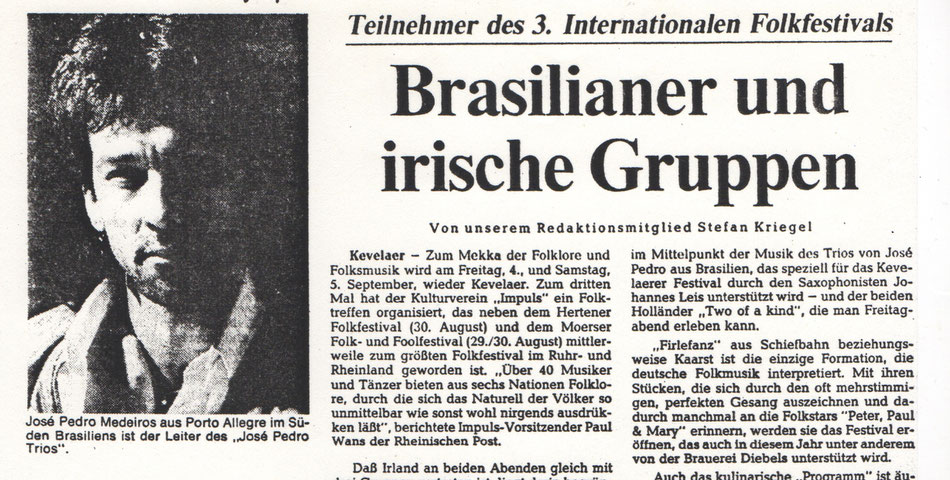 Teilnehmer des 3. Internationalen Folkfestivals
Brasilianer und
irische Gruppen
Von unserem Redaktionsmitglied Stefan Kriegel
José Pedro Medeiros aus Porto Allegre im Sü-
den Brasiliens ist der Leiter des „José Pedro
Trios".
Kevelaer – Zum Mekka der Folklore und
Folksmusik wird am Freitag, 4., und Samstag,
5. September, wieder Kevelaer. Zum dritten
Mal hat der Kulturverein „Impuls" ein Folk-
treffen organisiert, das neben dem Hertener
Folkfestival (30. August) und dem Moerser
Folk- und Foolfestival (29./30. August) mittler-
weile zum größten Folkfestival im Ruhr- und
Rheinland geworden ist. „Über 40 Musiker
und Tänzer bieten aus sechs Nationen Folklo-
re, durch die sich das Naturell der Völker so
unmittelbar wie sonst wohl nirgends ausdrük-
ken läßt", berichtete Impuls-Vorsitzender Paul
Wans der Rheinischen Post.
Daß Irland an beiden Abenden gleich mit
im Mittelpunkt der Musik des Trios von José
Pedro aus Brasilien, das speziell für das Keve-
laerer Festival durch den Saxophonisten Jo-
hannes Leis unterstützt wird – und der beiden
Holländer „Two of a kind", die man Freitag-
abend erleben kann.
„Firlefanz" aus Schiefbahn beziehungs-
weise Kaarst ist die einzige Formation, die
deutsche Folkmusik interpretiert. Mit ihren
Stücken, die sich durch den oft mehrstimmi-
gen, perfekten Gesang auszeichnen und da-
durch manchmal an die Folkstars "Peter, Paul
& Mary" erinnern, werden sie das Festival er-
öffnen, das auch in diesem Jahr unter anderem
von der Brauerei Diebels unterstützt wird.
Auch das kulinarische „Programm" ist äu-